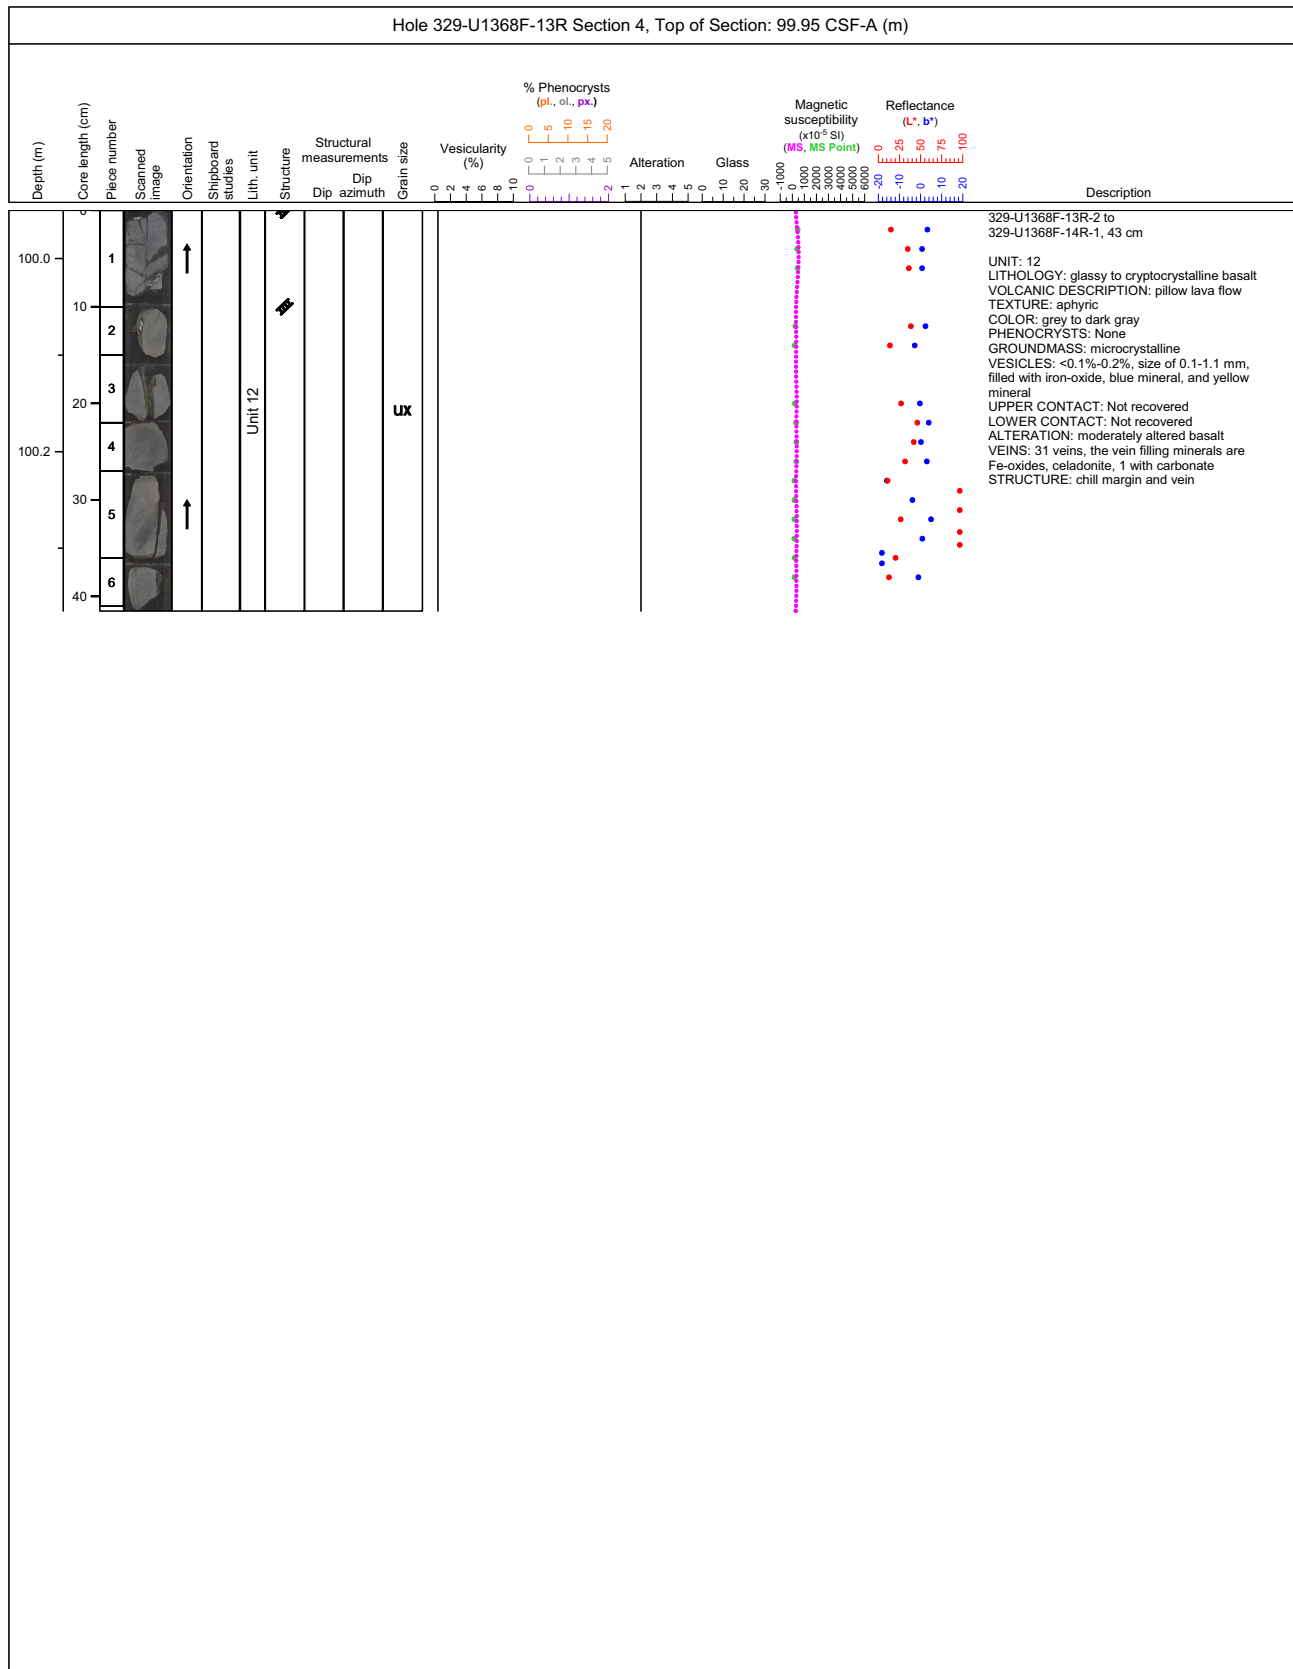 Hole 329-U1368F-13R Section 4, Top of Section: 99.95 CSF-A (m)
Depth (m)
Core length (cm)
Piece number
Scanned
image
Orientation
Shipboard
studies
Lith. unit
Structure
Structural
measurements
Dip
Dip azimuth
Grain size
Vesicularity
(%)
0 2 4 6 8 10
% Phenocrysts
(pl., ol., px.)
0 5 10 15 20
0 1 2 3 4 5
0 1 2
Alteration
1 2 3 4 5
Glass
0 10 20 30
Magnetic
susceptibility
(x10-5 SI)
(MS, MS Point)
-1000 0 1000 2000 3000 4000 5000 6000
Reflectance
(L*, b*)
0 25 50 75 100
-20 -10 0 10 20
Description
0
100.0
10
20
100.2
30
40
1
2
3
4
5
6
Unit 12
ux
329-U1368F-13R-2 to
329-U1368F-14R-1, 43 cm
UNIT: 12
LITHOLOGY: glassy to cryptocrystalline basalt
VOLCANIC DESCRIPTION: pillow lava flow
TEXTURE: aphyric
COLOR: grey to dark gray
PHENOCRYSTS: None
GROUNDMASS: microcrystalline
VESICLES: <0.1%-0.2%, size of 0.1-1.1 mm,
filled with iron-oxide, blue mineral, and yellow
mineral
UPPER CONTACT: Not recovered
LOWER CONTACT: Not recovered
ALTERATION: moderately altered basalt
VEINS: 31 veins, the vein filling minerals are
Fe-oxides, celadonite, 1 with carbonate
STRUCTURE: chill margin and vein